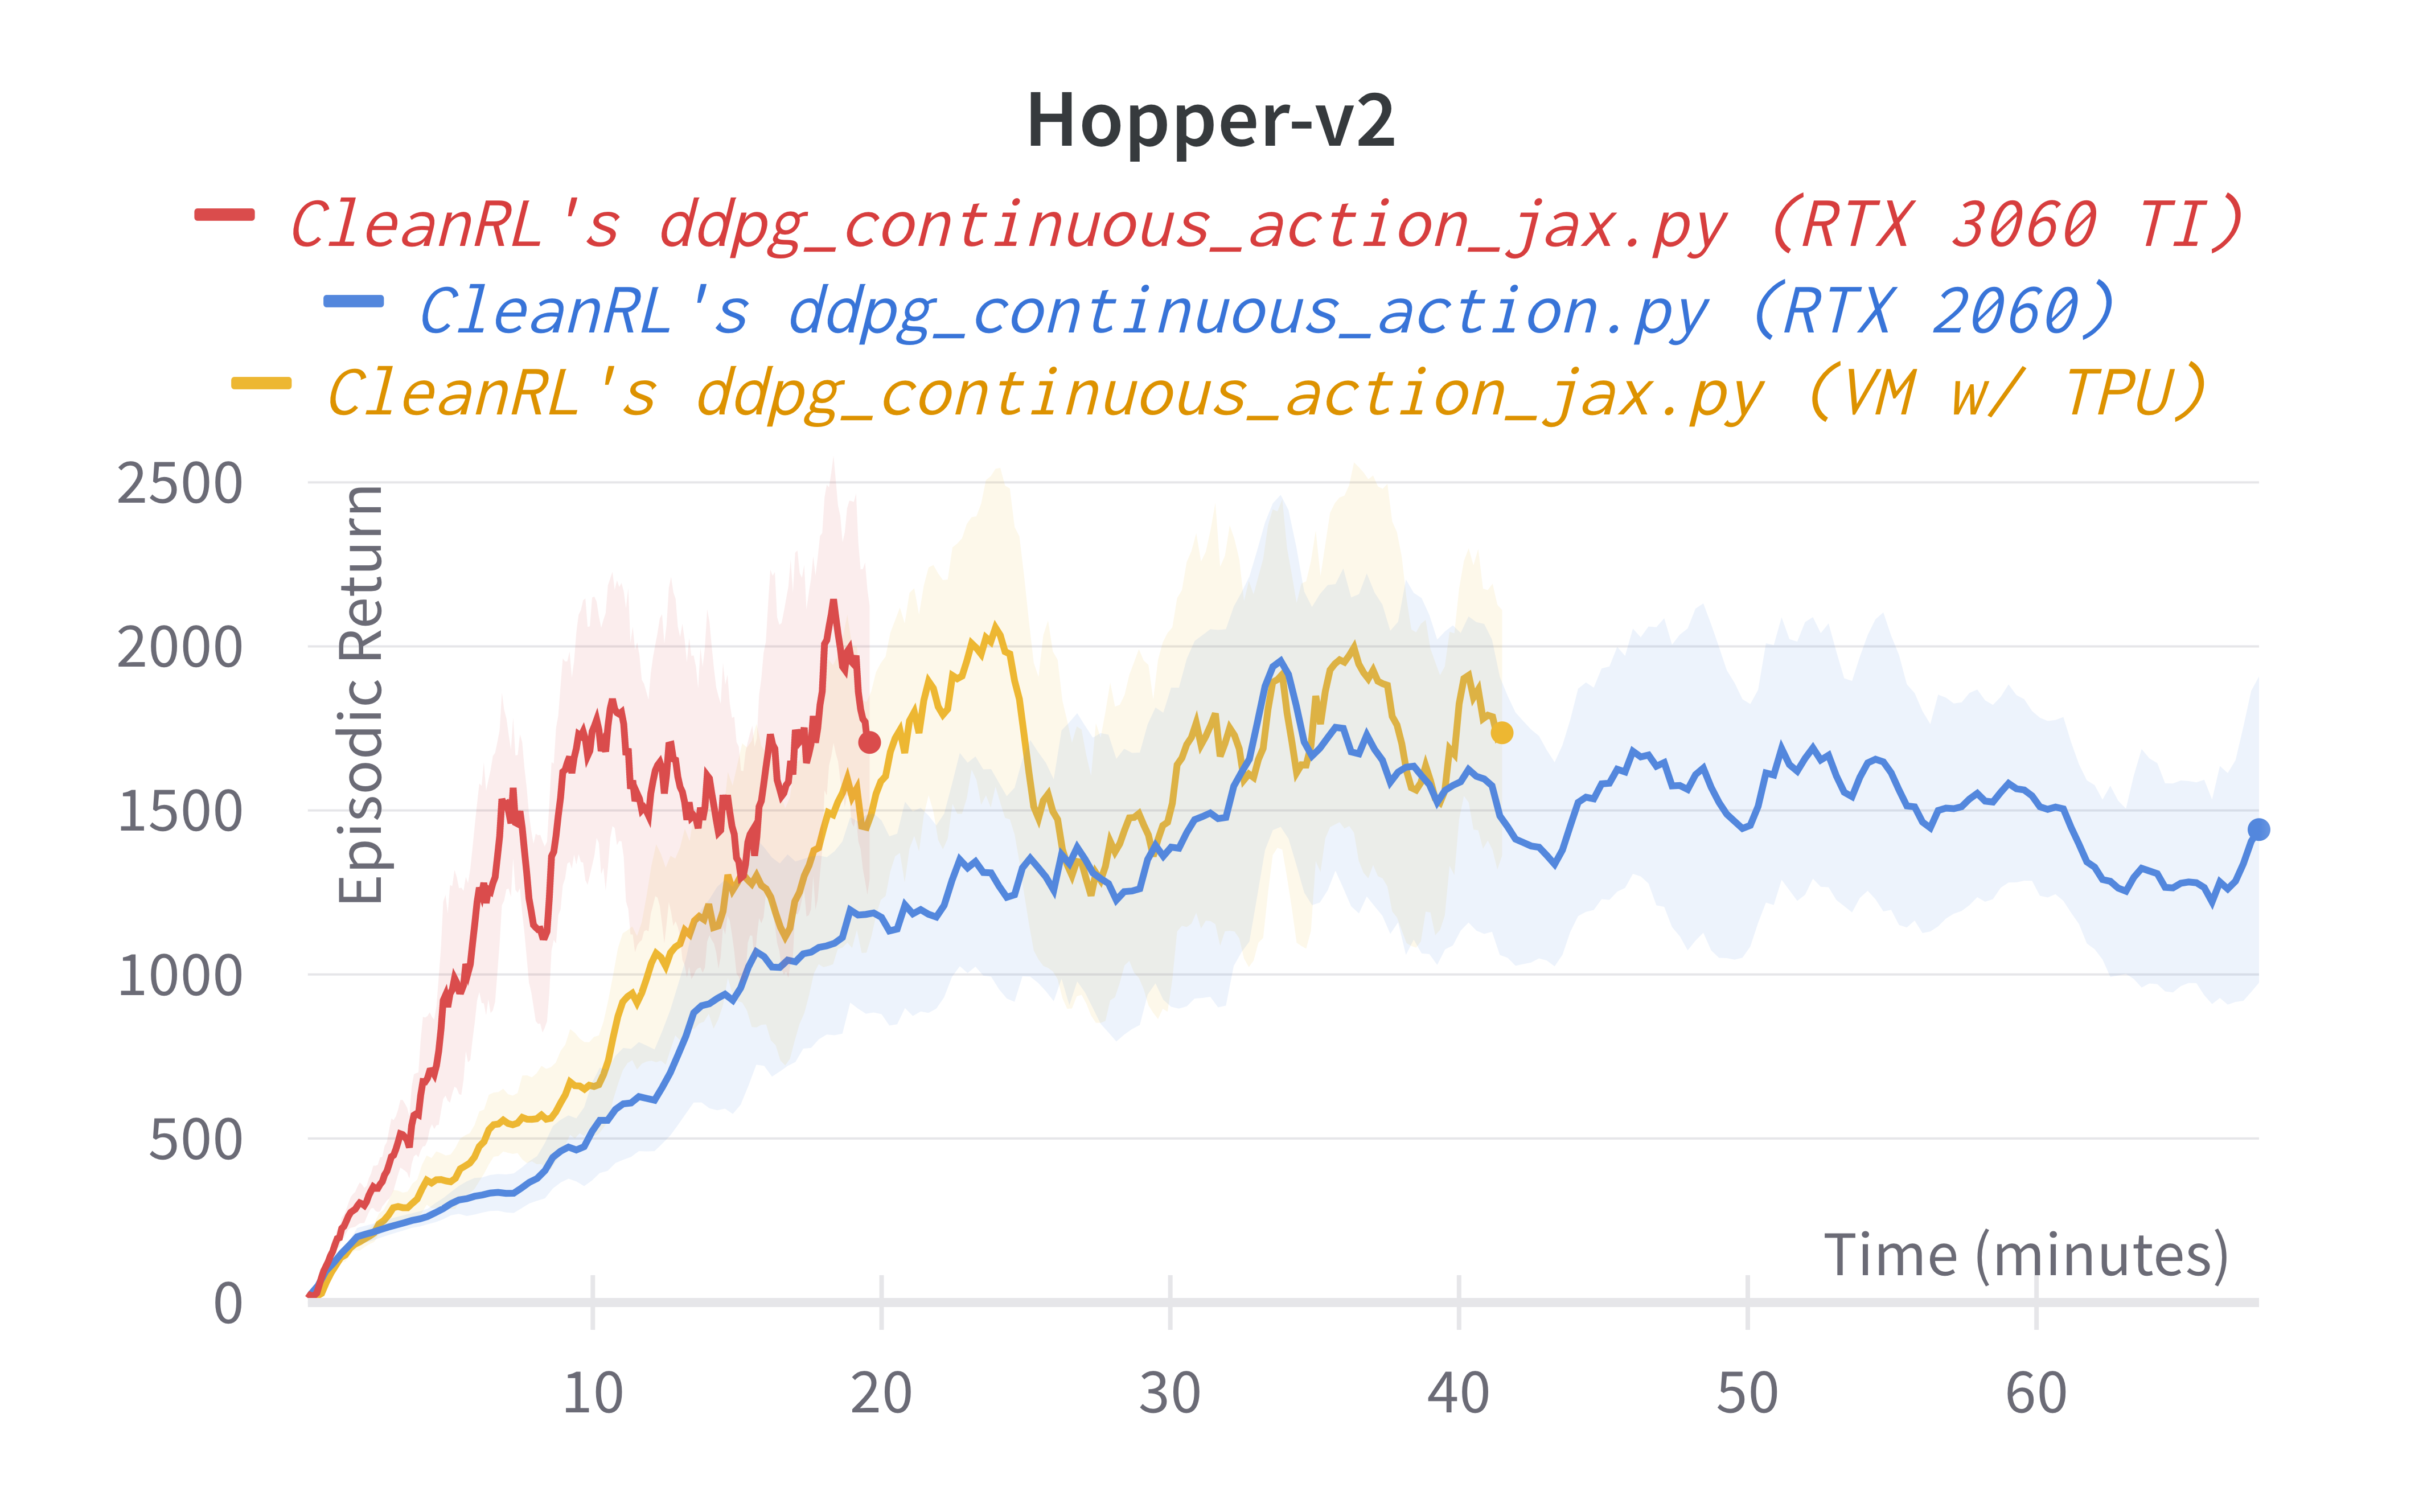 Hopper-v2
CleanRL's ddpg_continuous_action_jax.py (RTX 3060 TI)
CleanRL's ddpg_continuous_action.py (RTX 2060)
CleanRL's ddpg_continuous_action_jax.py (VM w/ TPU)
2500
2000
1500
1000
500
0
Episodic Return
Time (minutes)
10 20 30 40 50 60